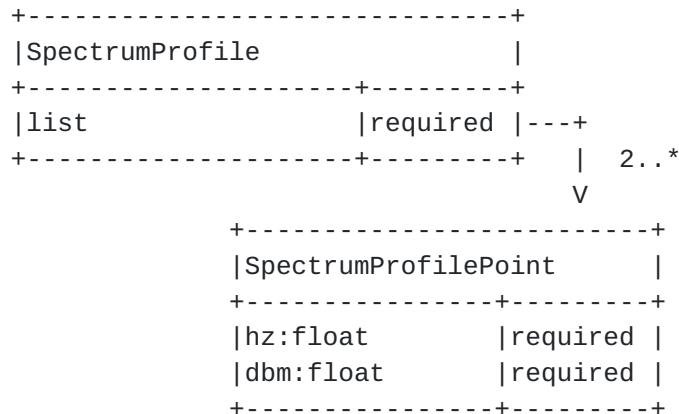 +-------------------------------+
|SpectrumProfile                |
+---------------------+---------+
|list                 |required |---+
+---------------------+---------+   |  2..*
                                    V
              +--------------------------+
              |SpectrumProfilePoint      |
              +----------------+---------+
              |hz:float        |required |
              |dbm:float       |required |
              +----------------+---------+